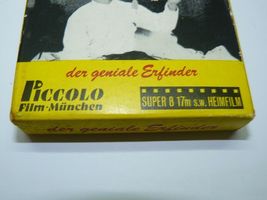 der geniale Erfinder
PICCOLO
Film-München
SUPER 8 17m s.w. HEIMFILM
der geniale Erfinder